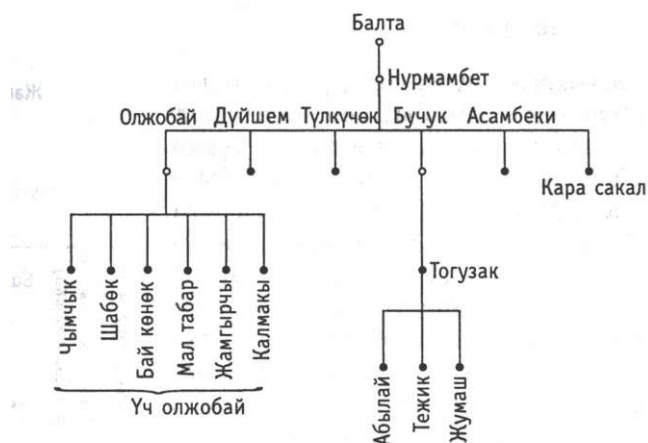 Балта
Нурмамбет
Олжобай Дүйшем Түлкүчөк Бучук Асамбеки
Кара сакал
Тогузак
Чымчык
Шабөк
Бай көнөк
Мал табар
Жамгырчы
Калмакы
Үч олжобай
Абылай
Тежик
Жумаш